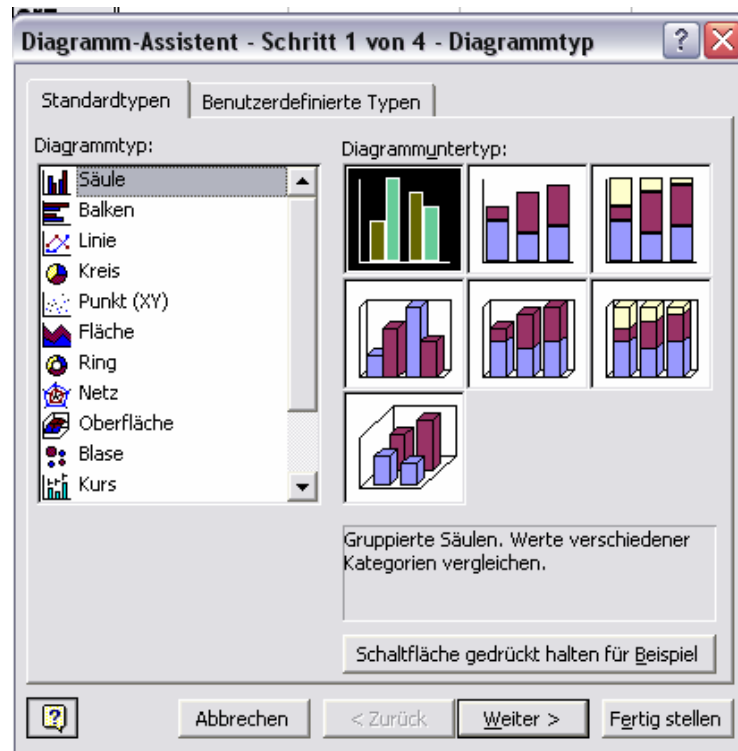 Diagramm-Assistent - Schritt 1 von 4 - Diagrammtyp
Standardtypen
Benutzerdefinierte Typen
Diagrammtyp:
Diagrammuntertyp:
Säule
Balken
Linie
Kreis
Punkt (XY)
Fläche
Ring
Netz
Oberfläche
Blase
Kurs
Gruppierte Säulen. Werte verschiedener
Kategorien vergleichen.
Schaltfläche gedrückt halten für Beispiel
Abbrechen
< Zurück
Weiter >
Fertig stellen